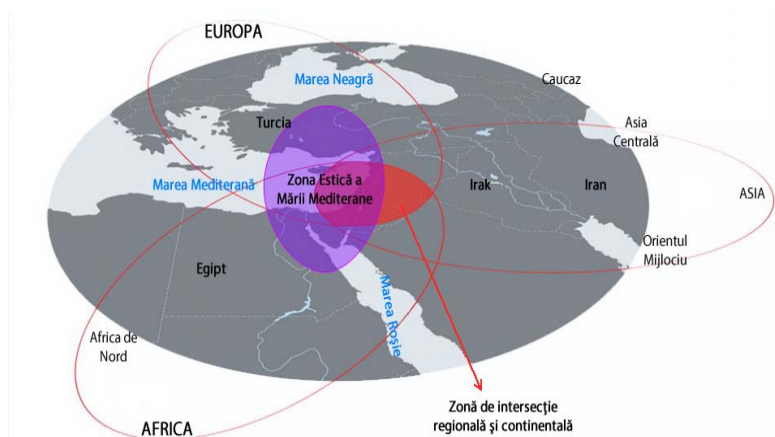 EUROPA
Marea Neagră
Caucaz
Turcia
Asia
Centrală
Marea Mediterană
Zona Estică a
Mării Mediterane
Irak
Iran
ASIA
Orientul
Mijlociu
Egipt
Marea Roșie
Africa de
Nord
Zonă de intersecție
regională și continentală
AFRICA